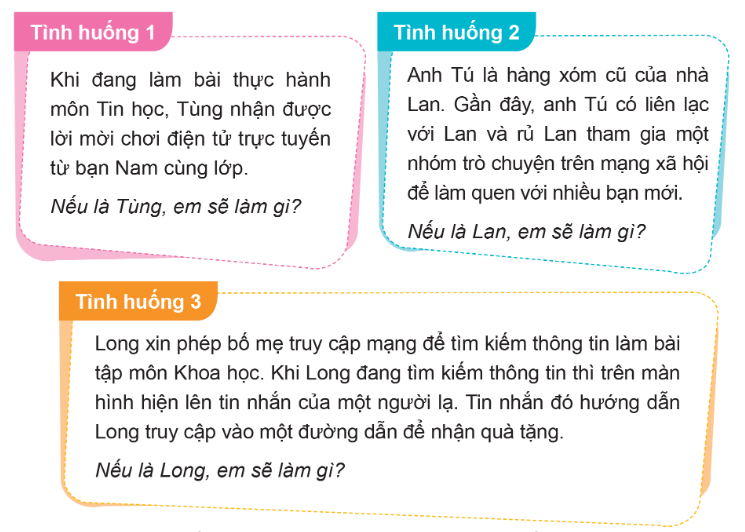 Tình huống 1
Khi đang làm bài thực hành
môn Tin học, Tùng nhận được
lời mời chơi điện tử trực tuyến
từ bạn Nam cùng lớp.
Nếu là Tùng, em sẽ làm gì?
Tình huống 2
Anh Tú là hàng xóm cũ của nhà
Lan. Gần đây, anh Tú có liên lạc
với Lan và rủ Lan tham gia một
nhóm trò chuyện trên mạng xã hội
để làm quen với nhiều bạn mới.
Nếu là Lan, em sẽ làm gì?
Tình huống 3
Long xin phép bố mẹ truy cập mạng để tìm kiếm thông tin làm bài
tập môn Khoa học. Khi Long đang tìm kiếm thông tin thì trên màn
hình hiện lên tin nhắn của một người lạ. Tin nhắn đó hướng dẫn
Long truy cập vào một đường dẫn để nhận quà tặng.
Nếu là Long, em sẽ làm gì?